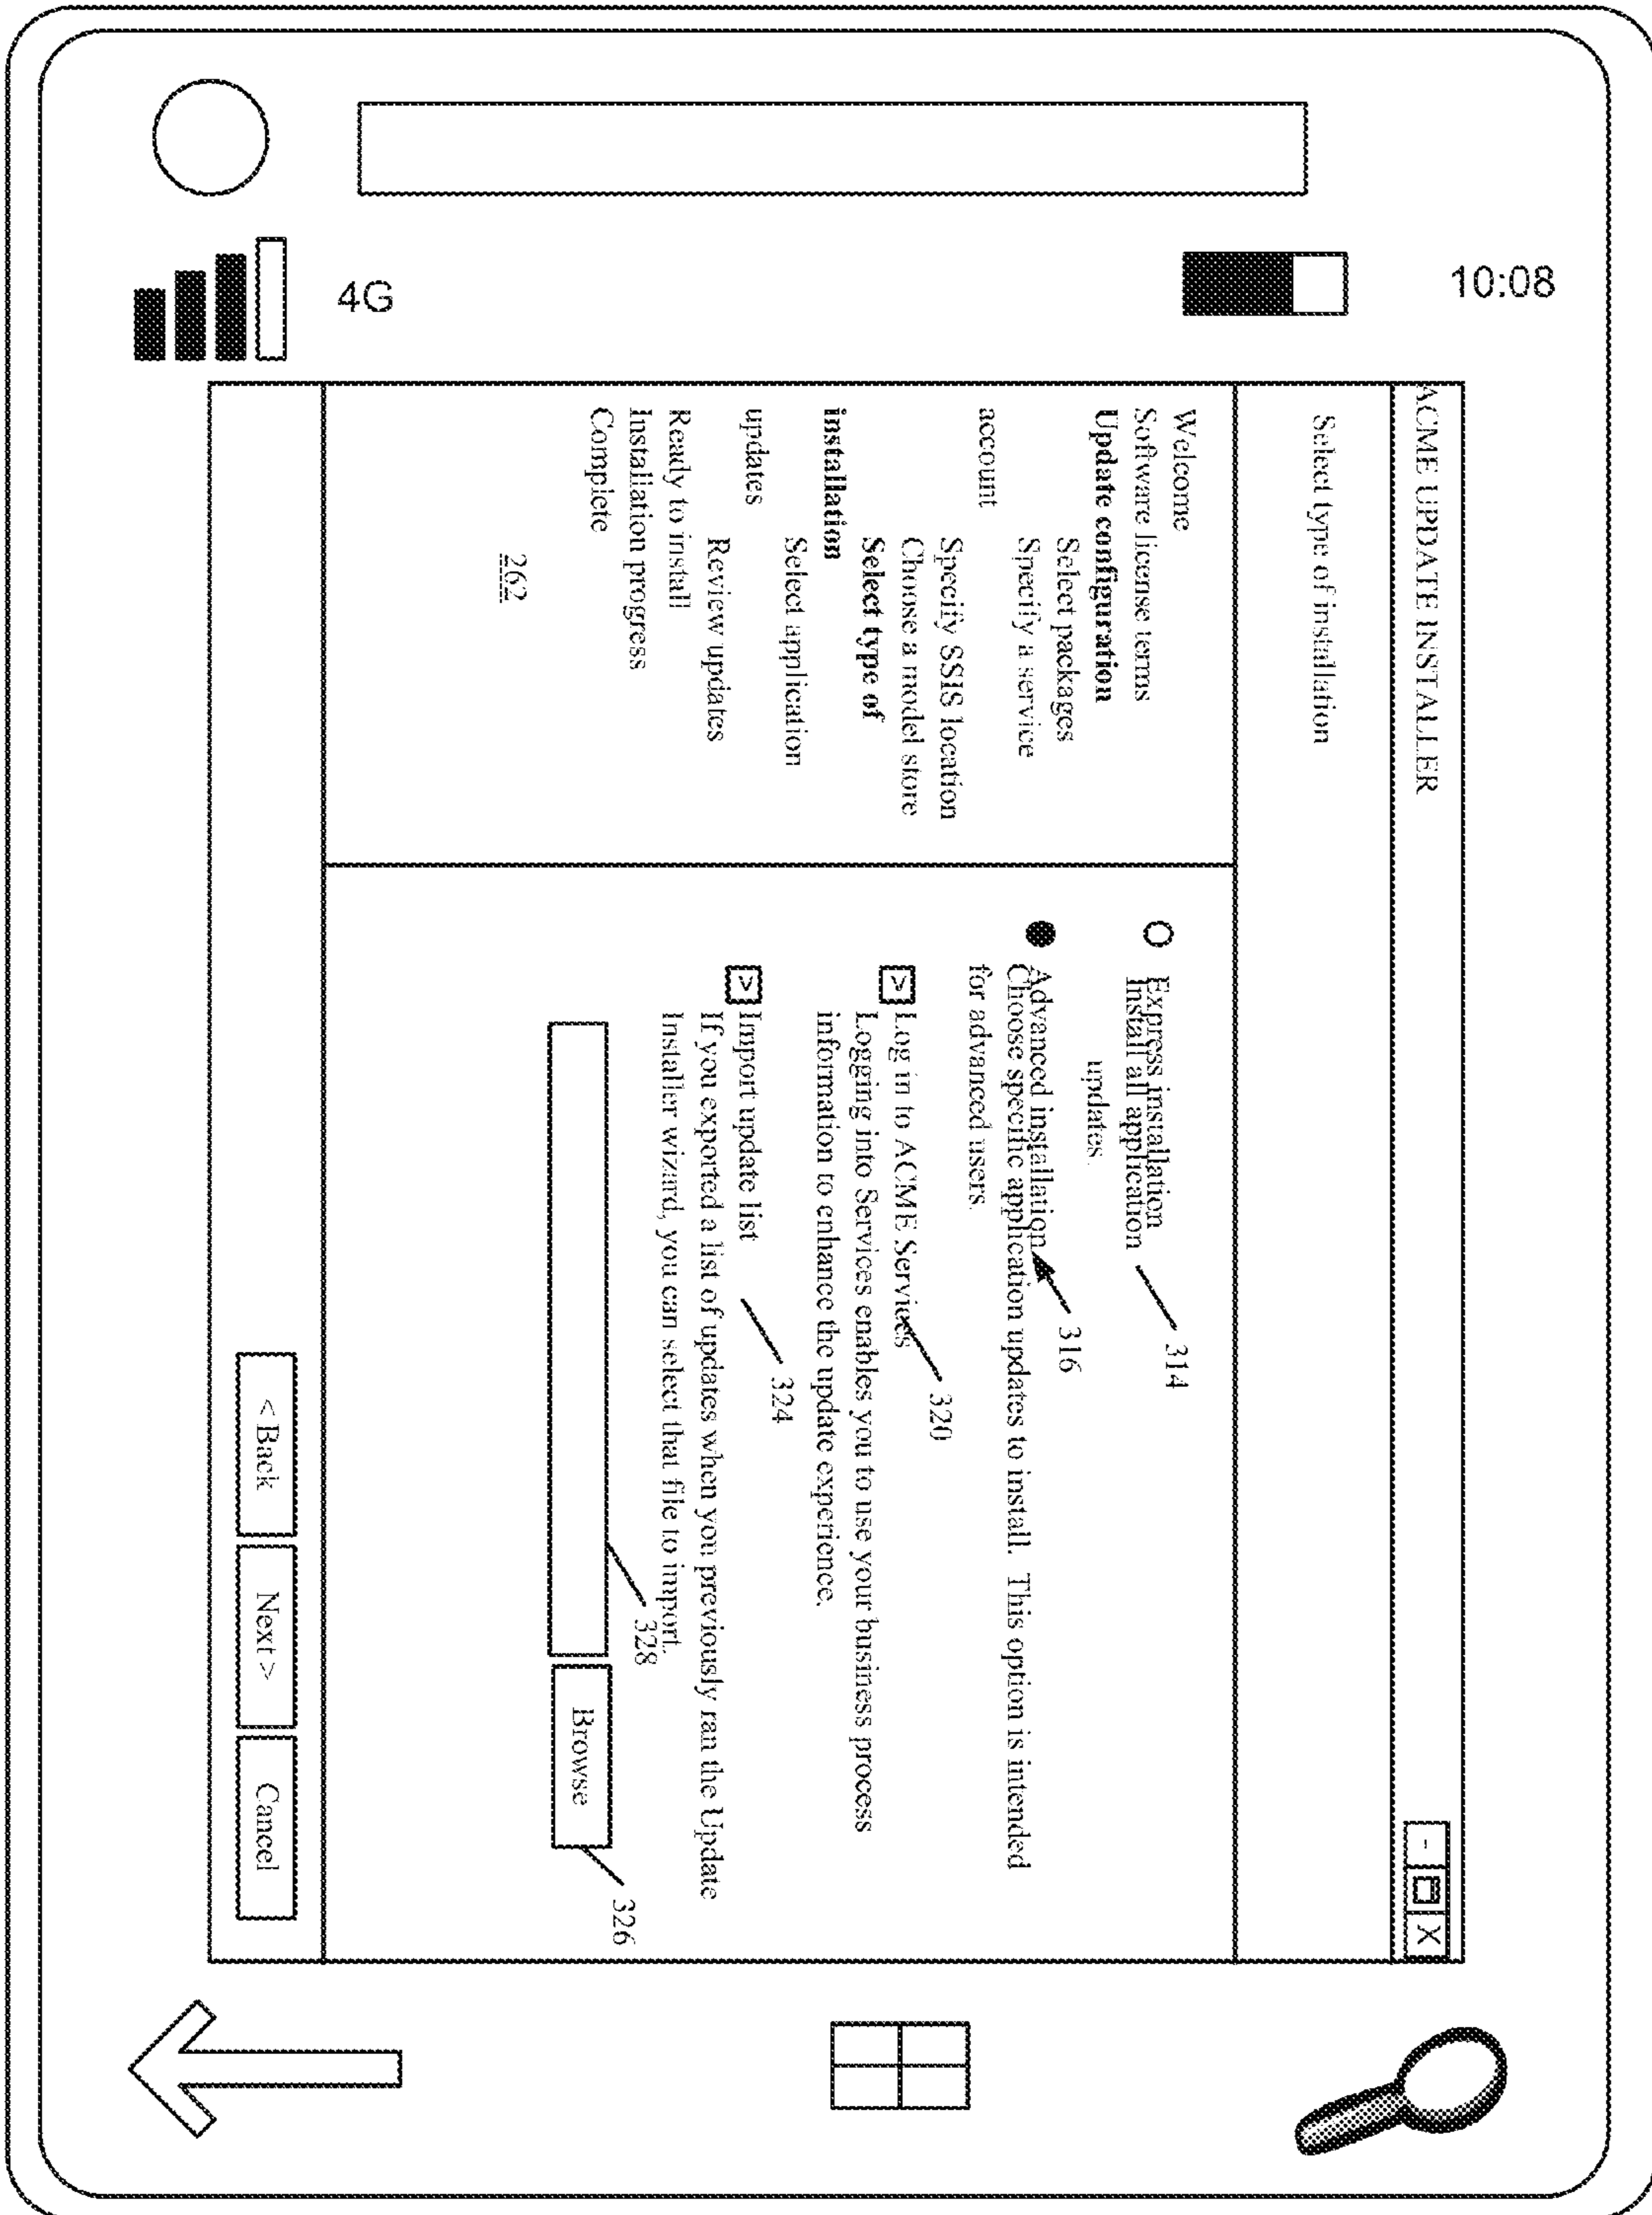 4G
10:08
ACME UPDATE INSTALLER
- X
Select type of installation
Welcome
Software license terms
Update configuration
Select packages
Specify a service
account
Specify SSIS location
Choose a model store
Select type of
installation
Select application
updates
Review updates
Ready to install
Installation progress
Complete
262
Express installation
Install all application
updates.
314
Advanced installation
316
Choose specific application updates to install. This option is intended
for advanced users.
Log in to ACME Services
320
Logging into Services enables you to use your business process
information to enhance the update experience.
Import update list
324
If you exported a list of updates when you previously ran the Update
Installer wizard, you can select that file to import.
328
Browse
326
< Back
Next >
Cancel